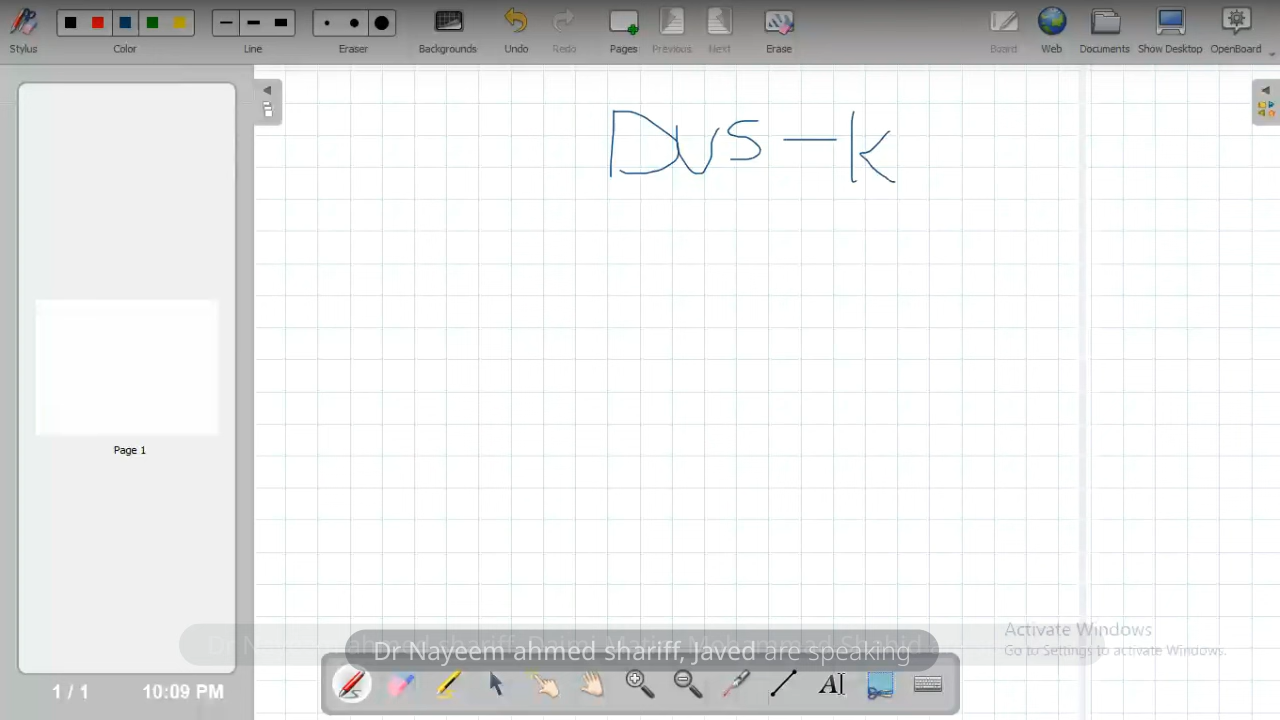 Stylus
Color
Line
Eraser
Backgrounds
Undo
Redo
Pages
Previous
Next
Erase
Board
Web
Documents
Show Desktop
OpenBoard
Dvs-k
Page 1
Activate Windows
Go to Settings to activate Windows.
Dr Nayeem ahmed shariff, Javed are speaking
1 / 1
10:09 PM
AI